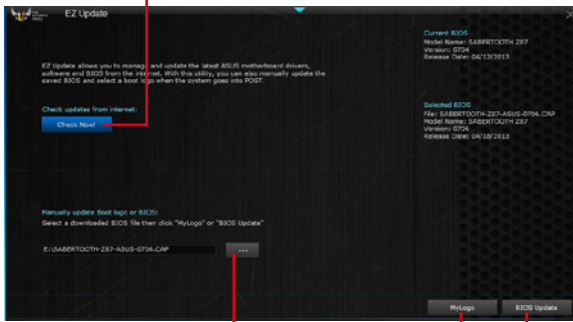 EZ Update
EZ Update allows you to manage and update the latest ASUS motherboard drivers,
software and BIOS from the internet. With this utility, you can also manually update the
saved BIOS and select a boot logo when the system goes into POST.
Check updates from internet:
Check Now!
Manually update Boot logo or BIOS:
Select a downloaded BIOS file then click "MyLogo" or "BIOS Update"
E:\SABERTOOTH-Z87-ASUS-0706.CAP
...
Current BIOS
Model Name: SABERTOOTH Z87
Version: 0704
Release Date: 04/13/2013
Selected BIOS
File: SABERTOOTH-Z87-ASUS-0706.CAP
Model Name: SABERTOOTH Z87
Version: 0706
Release Date: 04/18/2013
MyLogo
BIOS Update